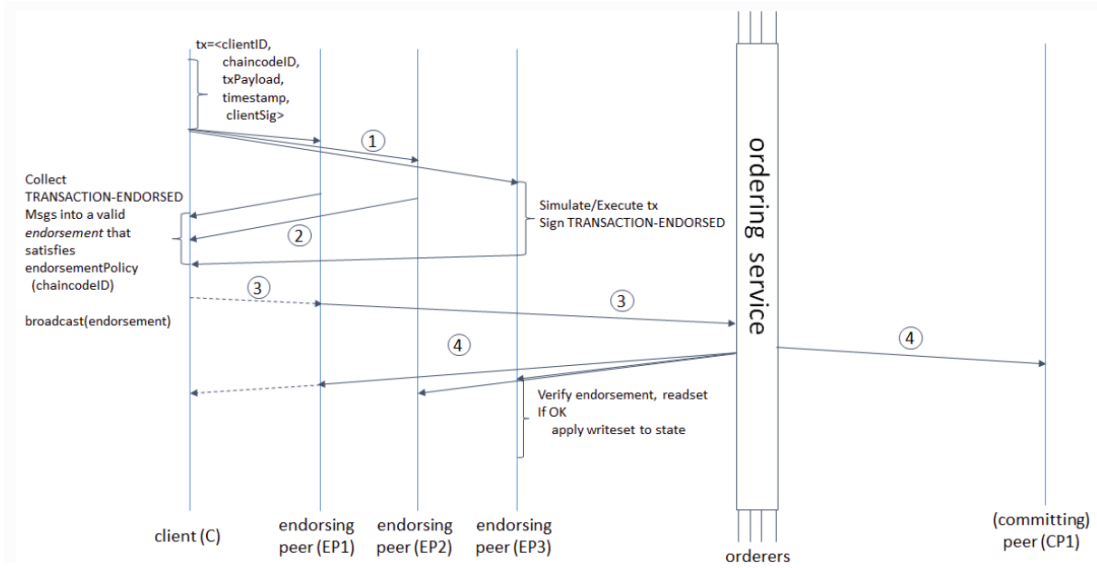 tx=<clientID,
chaincodeID,
txPayload,
timestamp,
clientSig>
1
Collect
TRANSACTION-ENDORSED
Msgs into a valid
endorsement that
satisfies
endorsementPolicy
(chaincodeID)
2
Simulate/Execute tx
Sign TRANSACTION-ENDORSED
ordering service
3
3
broadcast(endorsement)
4
4
Verify endorsement, readset
If OK
apply writeset to state
client (C)
endorsing
peer (EP1)
endorsing
peer (EP2)
endorsing
peer (EP3)
orderers
(committing)
peer (CP1)